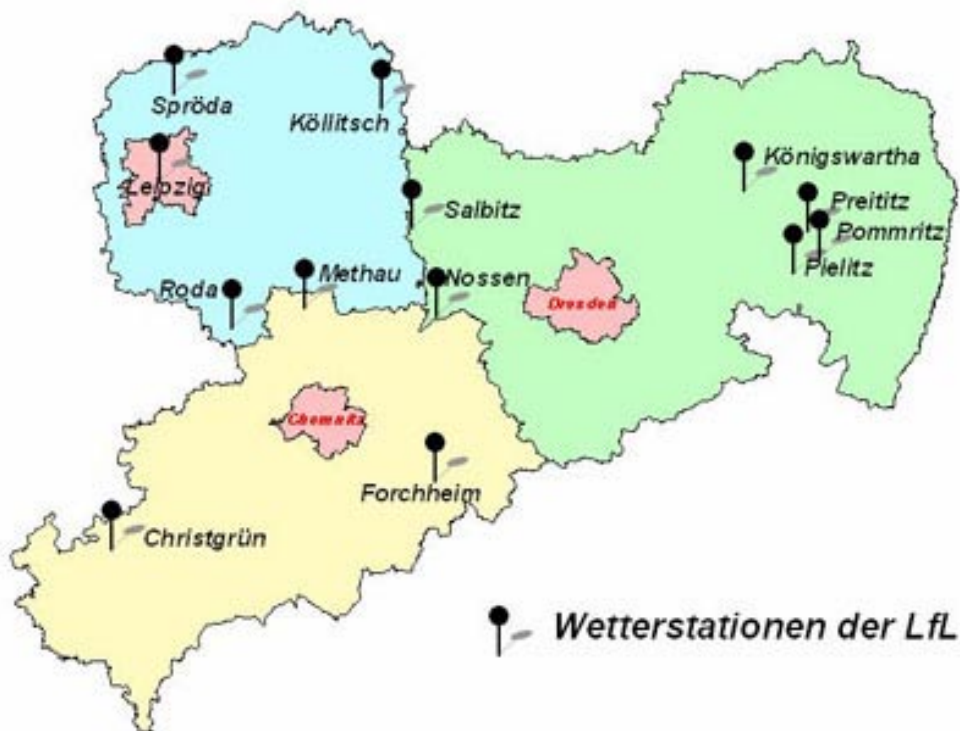 Spröda
Köllitsch
Leipzig
Königswartha
Salbitz
Preititz
Pommritz
Pielitz
Roda
Methau
Nossen
Dresden
Chemnitz
Forchheim
Christgrün
Wetterstationen der LfL